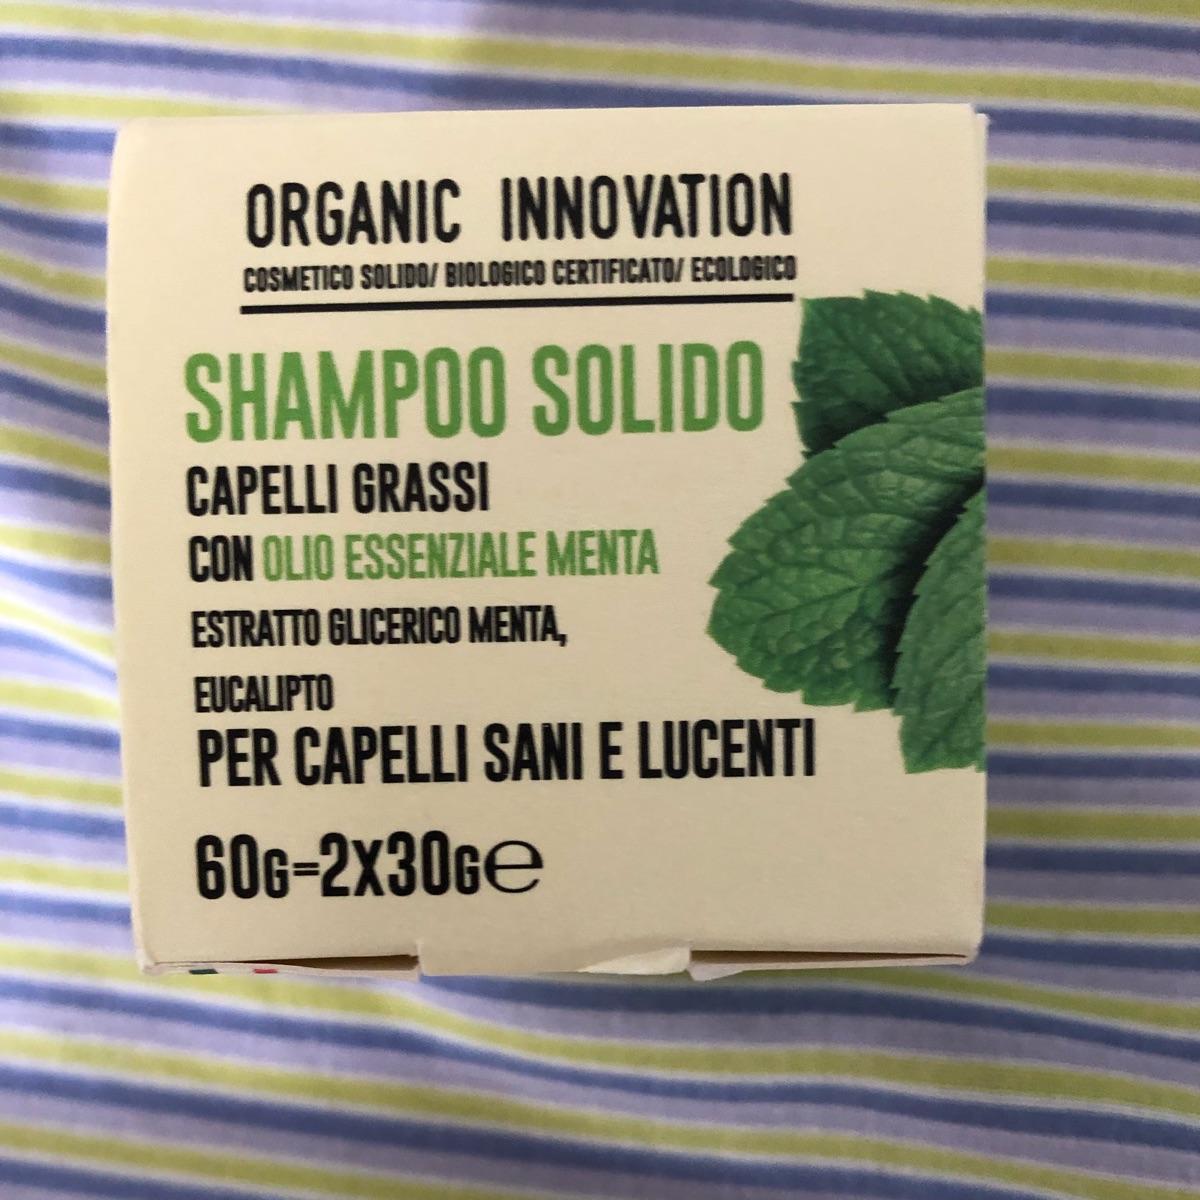 ORGANIC INNOVATION
COSMETICO SOLIDO/ BIOLOGICO CERTIFICATO/ ECOLOGICO
SHAMPOO SOLIDO
CAPELLI GRASSI
CON OLIO ESSENZIALE MENTA
ESTRATTO GLICERICO MENTA,
EUCALIPTO
PER CAPELLI SANI E LUCENTI
60G=2X30G℮